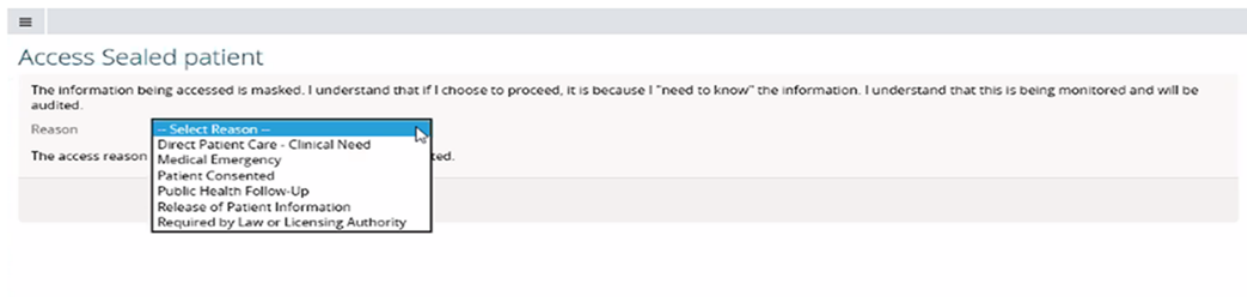 Access Sealed patient
The information being accessed is masked. I understand that if I choose to proceed, it is because I "need to know" the information. I understand that this is being monitored and will be
audited.
Reason
-- Select Reason --
Direct Patient Care - Clinical Need
The access reason
Medical Emergency
ted.
Patient Consented
Public Health Follow-Up
Release of Patient Information
Required by Law or Licensing Authority